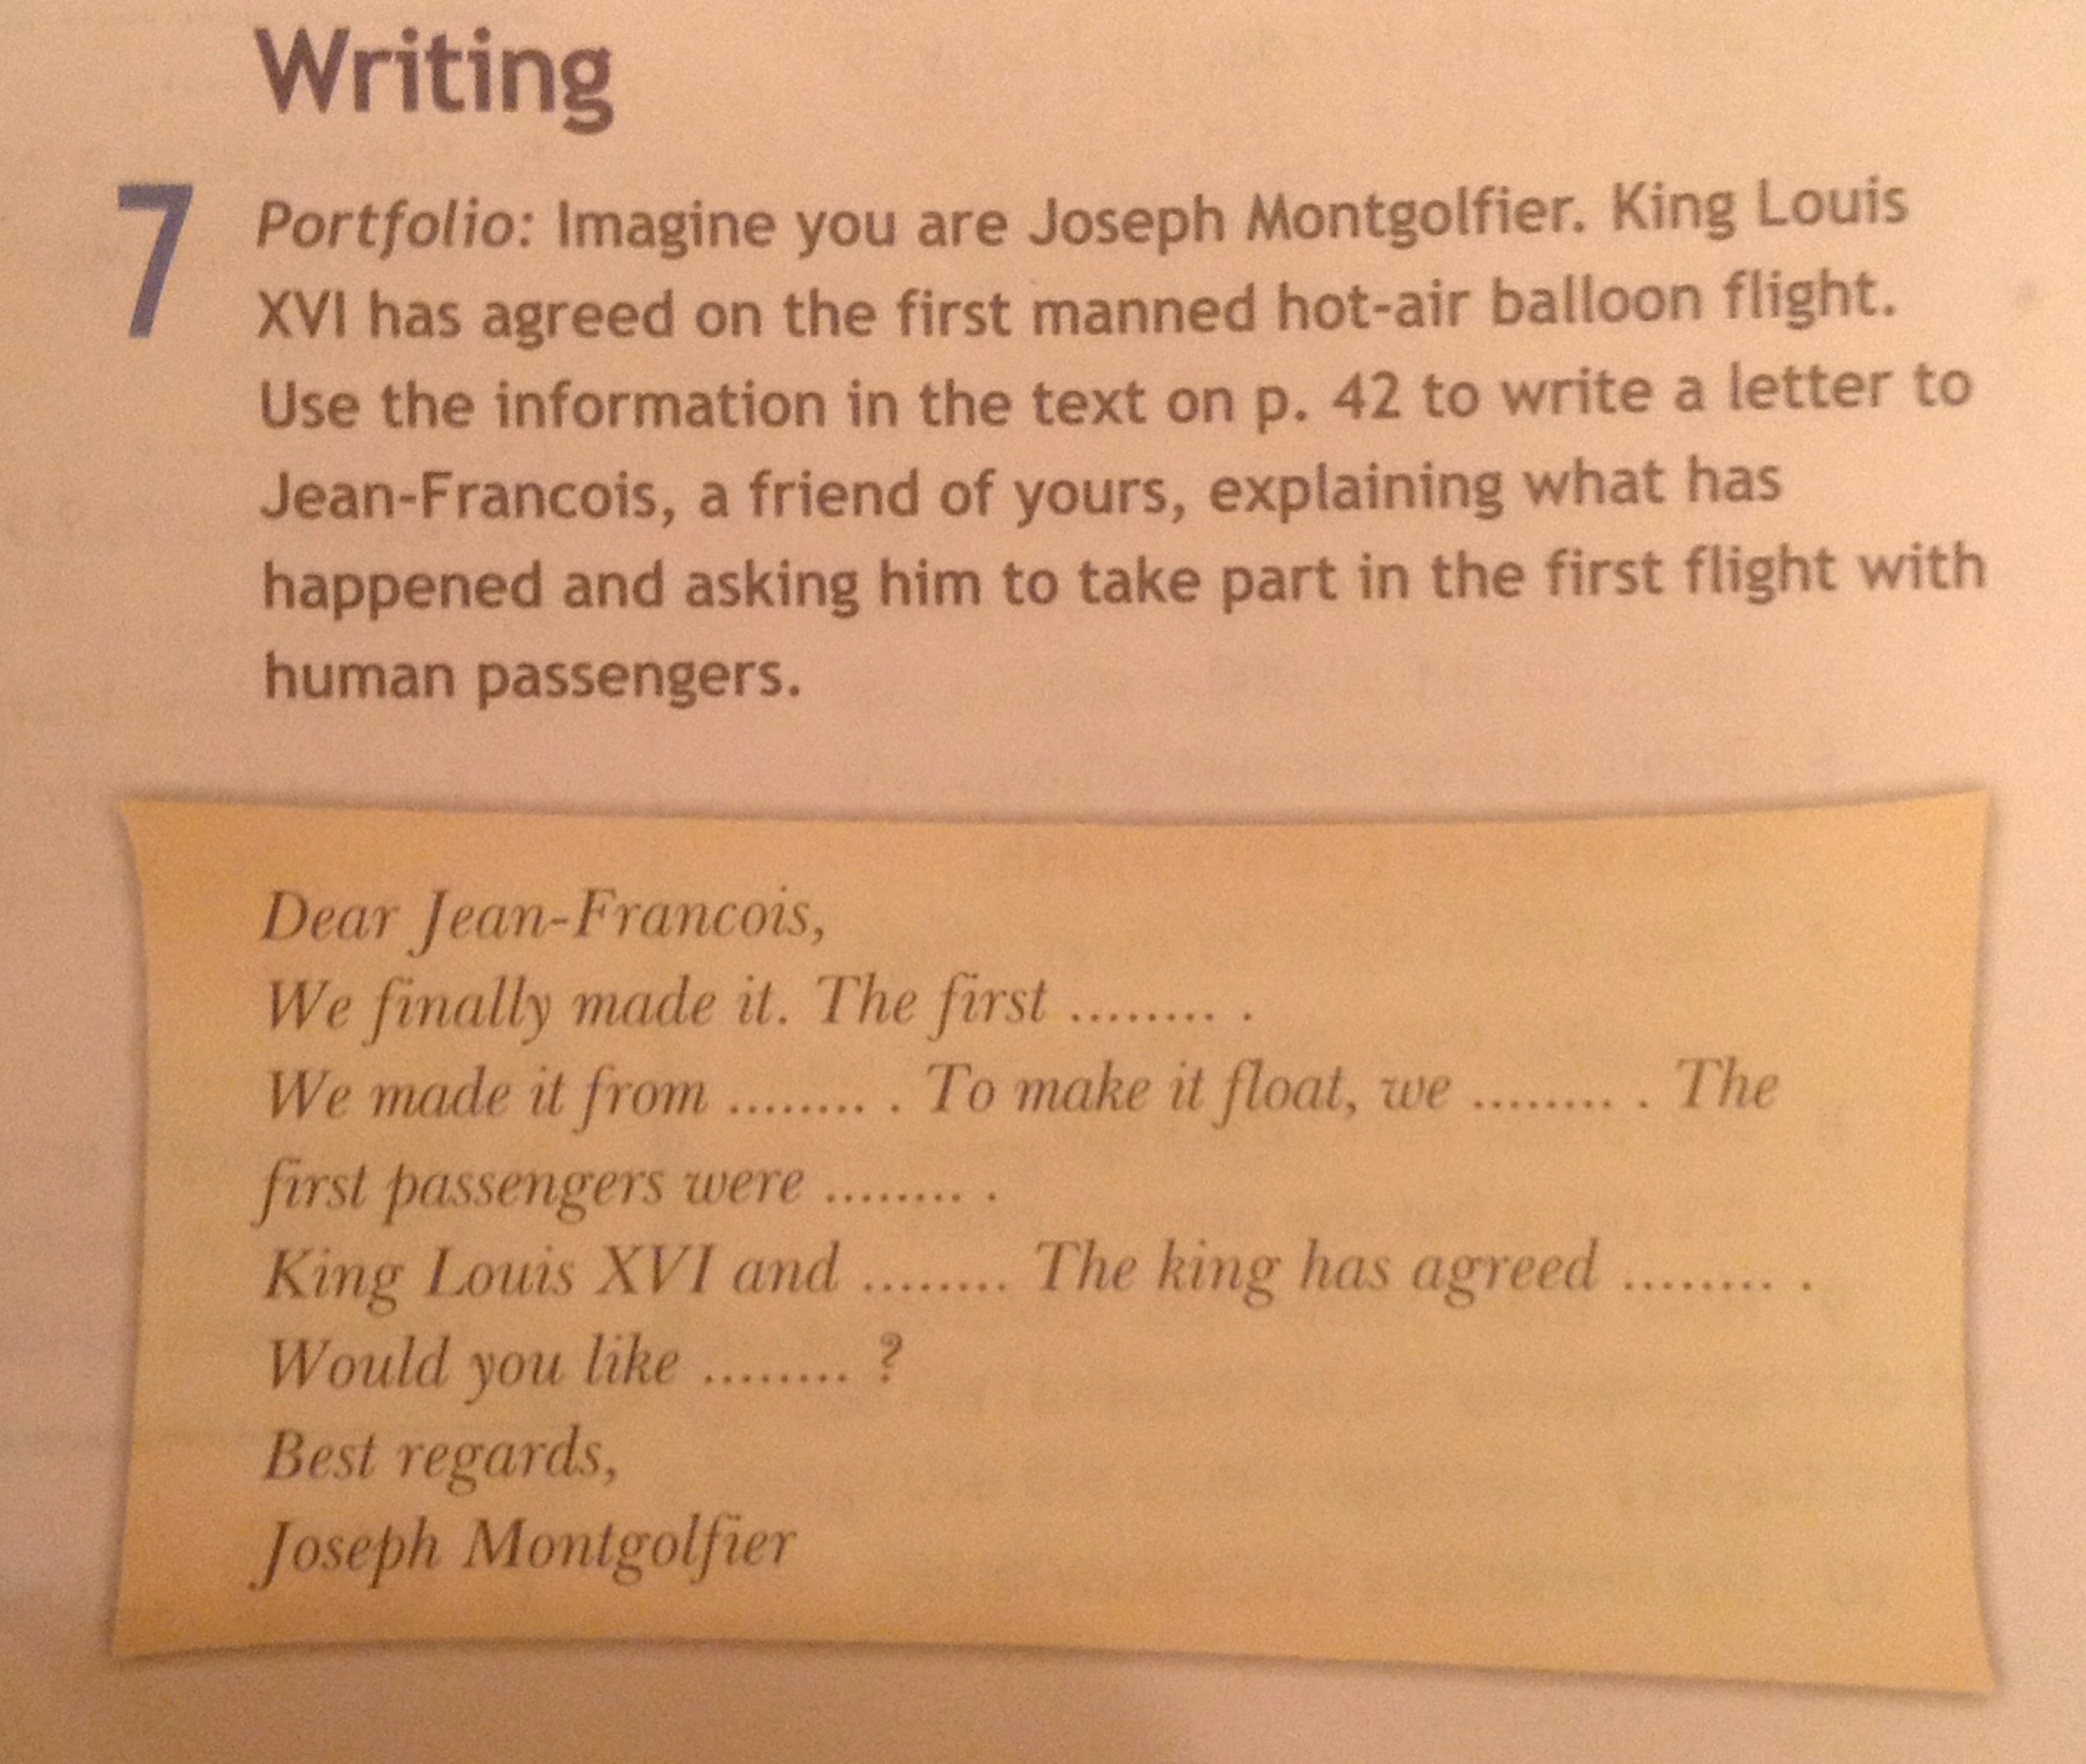 Writing
7 Portfolio: Imagine you are Joseph Montgolfier. King Louis
XVI has agreed on the first manned hot-air balloon flight.
Use the information in the text on p. 42 to write a letter to
Jean-Francois, a friend of yours, explaining what has
happened and asking him to take part in the first flight with
human passengers.
Dear Jean-Francois,
We finally made it. The first ........ .
We made it from ........ . To make it float, we ........ . The
first passengers were ........ .
King Louis XVI and ........ The king has agreed ........ .
Would you like ........ ?
Best regards,
Joseph Montgolfier